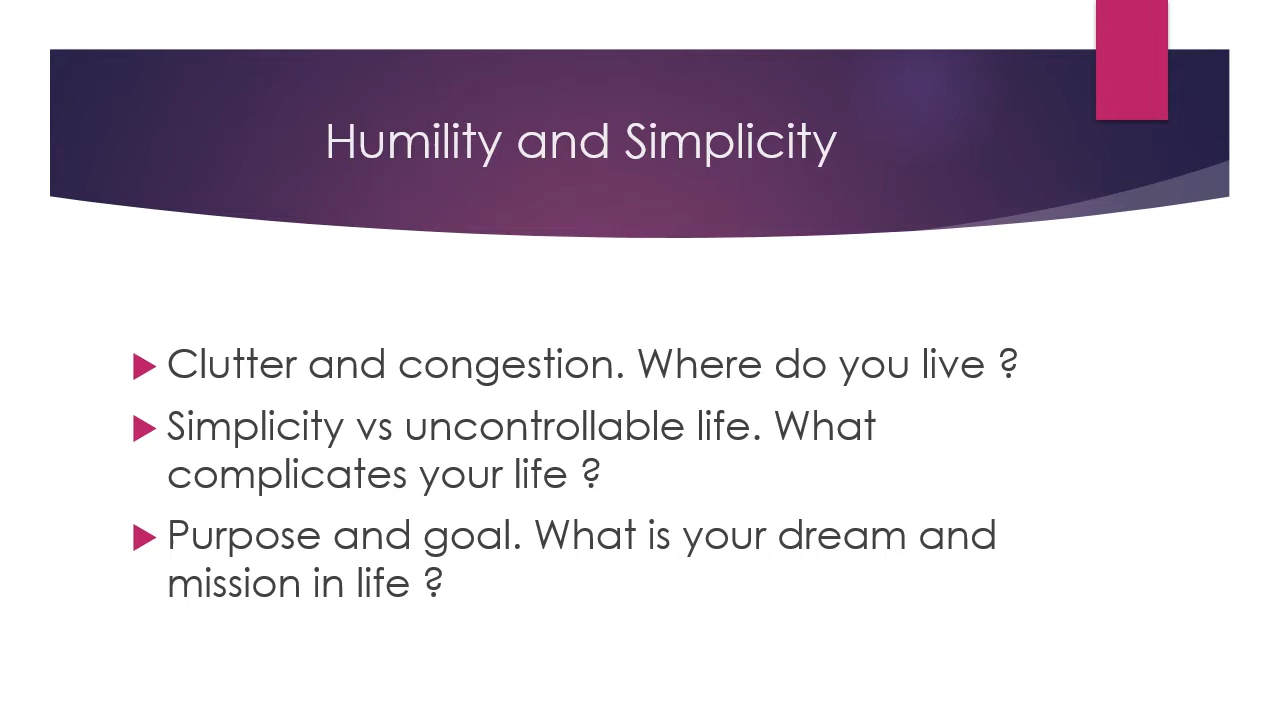 Humility and Simplicity
Clutter and congestion. Where do you live ?
Simplicity vs uncontrollable life. What
complicates your life ?
Purpose and goal. What is your dream and
mission in life ?